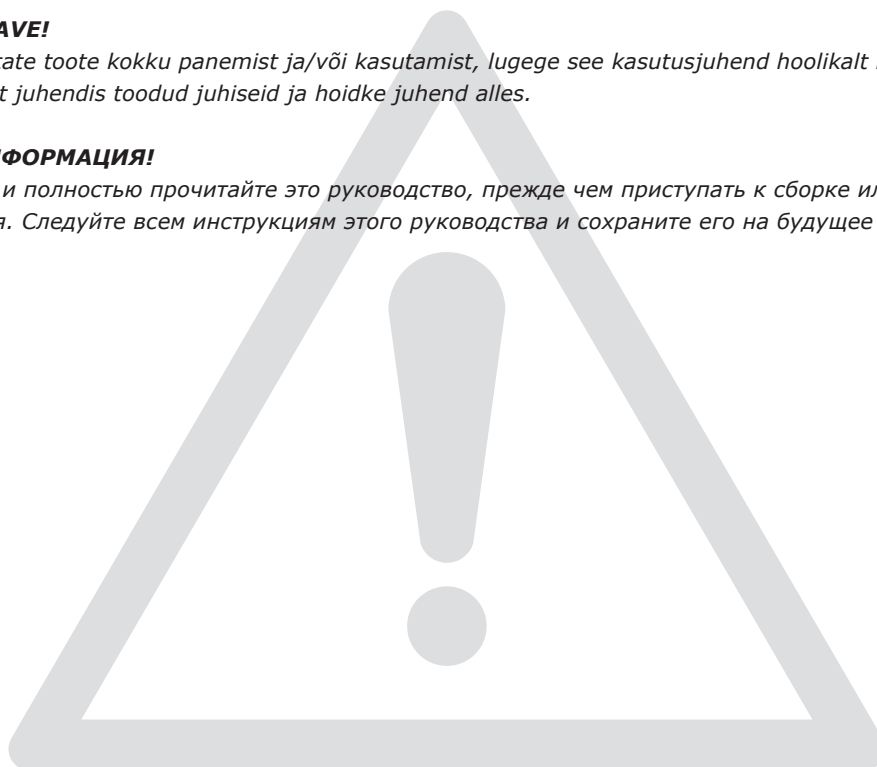 AVE!
tate toote kokku panemist ja/või kasutamist, lugege see kasutusjuhend hoolikalt
t juhendis toodud juhiseid ja hoidke juhend alles.
ФОРМАЦИЯ!
и полностью прочитайте это руководство, прежде чем приступать к сборке ил
я. Следуйте всем инструкциям этого руководства и сохраните его на будущее